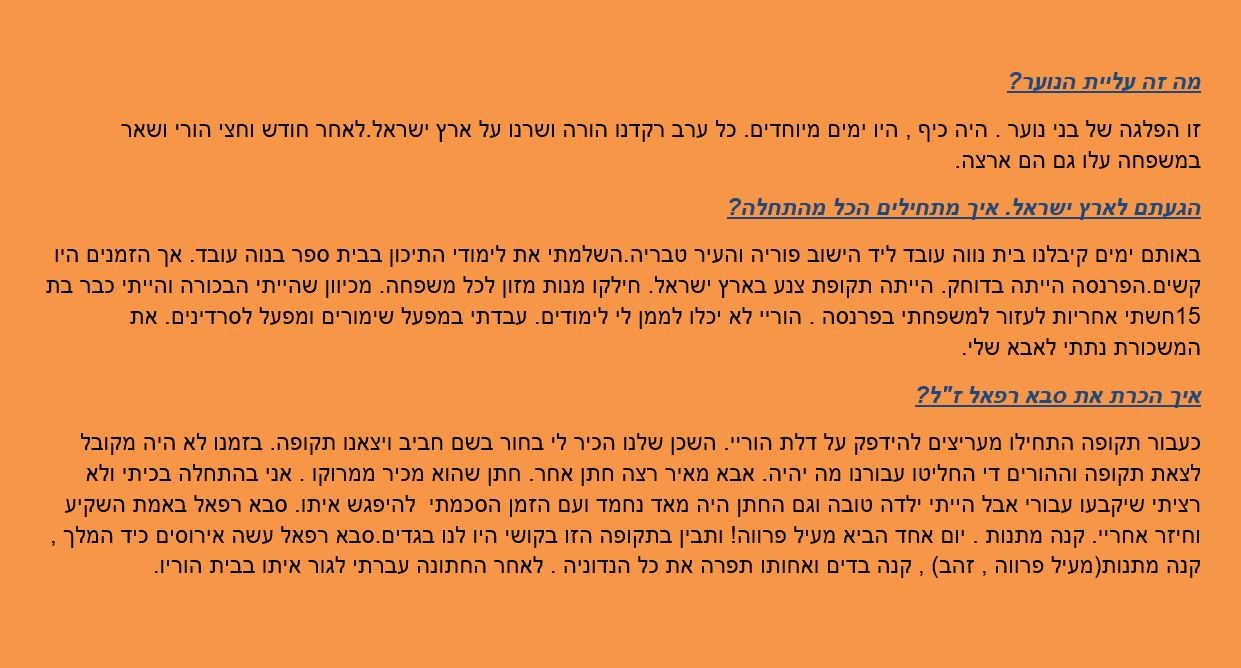 מה זה עליית הנוער?
זו הפלגה של בני נוער . היה כיף , היו ימים מיוחדים. כל ערב רקדנו הורה ושרנו על ארץ ישראל.לאחר חודש וחצי הורי ושאר
במשפחה עלו גם הם ארצה.
הגעתם לארץ ישראל. איך מתחילים הכל מהתחלה?
באותם ימים קיבלנו בית נווה עובד ליד הישוב פוריה והעיר טבריה.השלמתי את לימודי התיכון בבית ספר בנוה עובד. אך הזמנים היו
קשים.הפרנסה הייתה בדוחק. הייתה תקופת צנע בארץ ישראל. חילקו מנות מזון לכל משפחה. מכיוון שהייתי הבכורה והייתי כבר בת
15חשתי אחריות לעזור למשפחתי בפרנסה . הוריי לא יכלו לממן לי לימודים. עבדתי במפעל שימורים ומפעל לסרדינים. את
המשכורת נתתי לאבא שלי.
איך הכרת את סבא רפאל ז"ל?
כעבור תקופה התחילו מעריצים להידפק על דלת הוריי. השכן שלנו הכיר לי בחור בשם חביב ויצאנו תקופה. בזמנו לא היה מקובל
לצאת תקופה וההורים די החליטו עבורנו מה יהיה. אבא מאיר רצה חתן אחר. חתן שהוא מכיר ממרוקו . אני בהתחלה בכיתי ולא
רציתי שיקבעו עבורי אבל הייתי ילדה טובה וגם החתן היה מאד נחמד ועם הזמן הסכמתי  להיפגש איתו. סבא רפאל באמת השקיע
וחיזר אחריי. קנה מתנות . יום אחד הביא מעיל פרווה! ותבין בתקופה הזו בקושי היו לנו בגדים.סבא רפאל עשה אירוסים כיד המלך ,
קנה מתנות(מעיל פרווה , זהב) , קנה בדים ואחותו תפרה את כל הנדוניה . לאחר החתונה עברתי לגור איתו בבית הוריו.